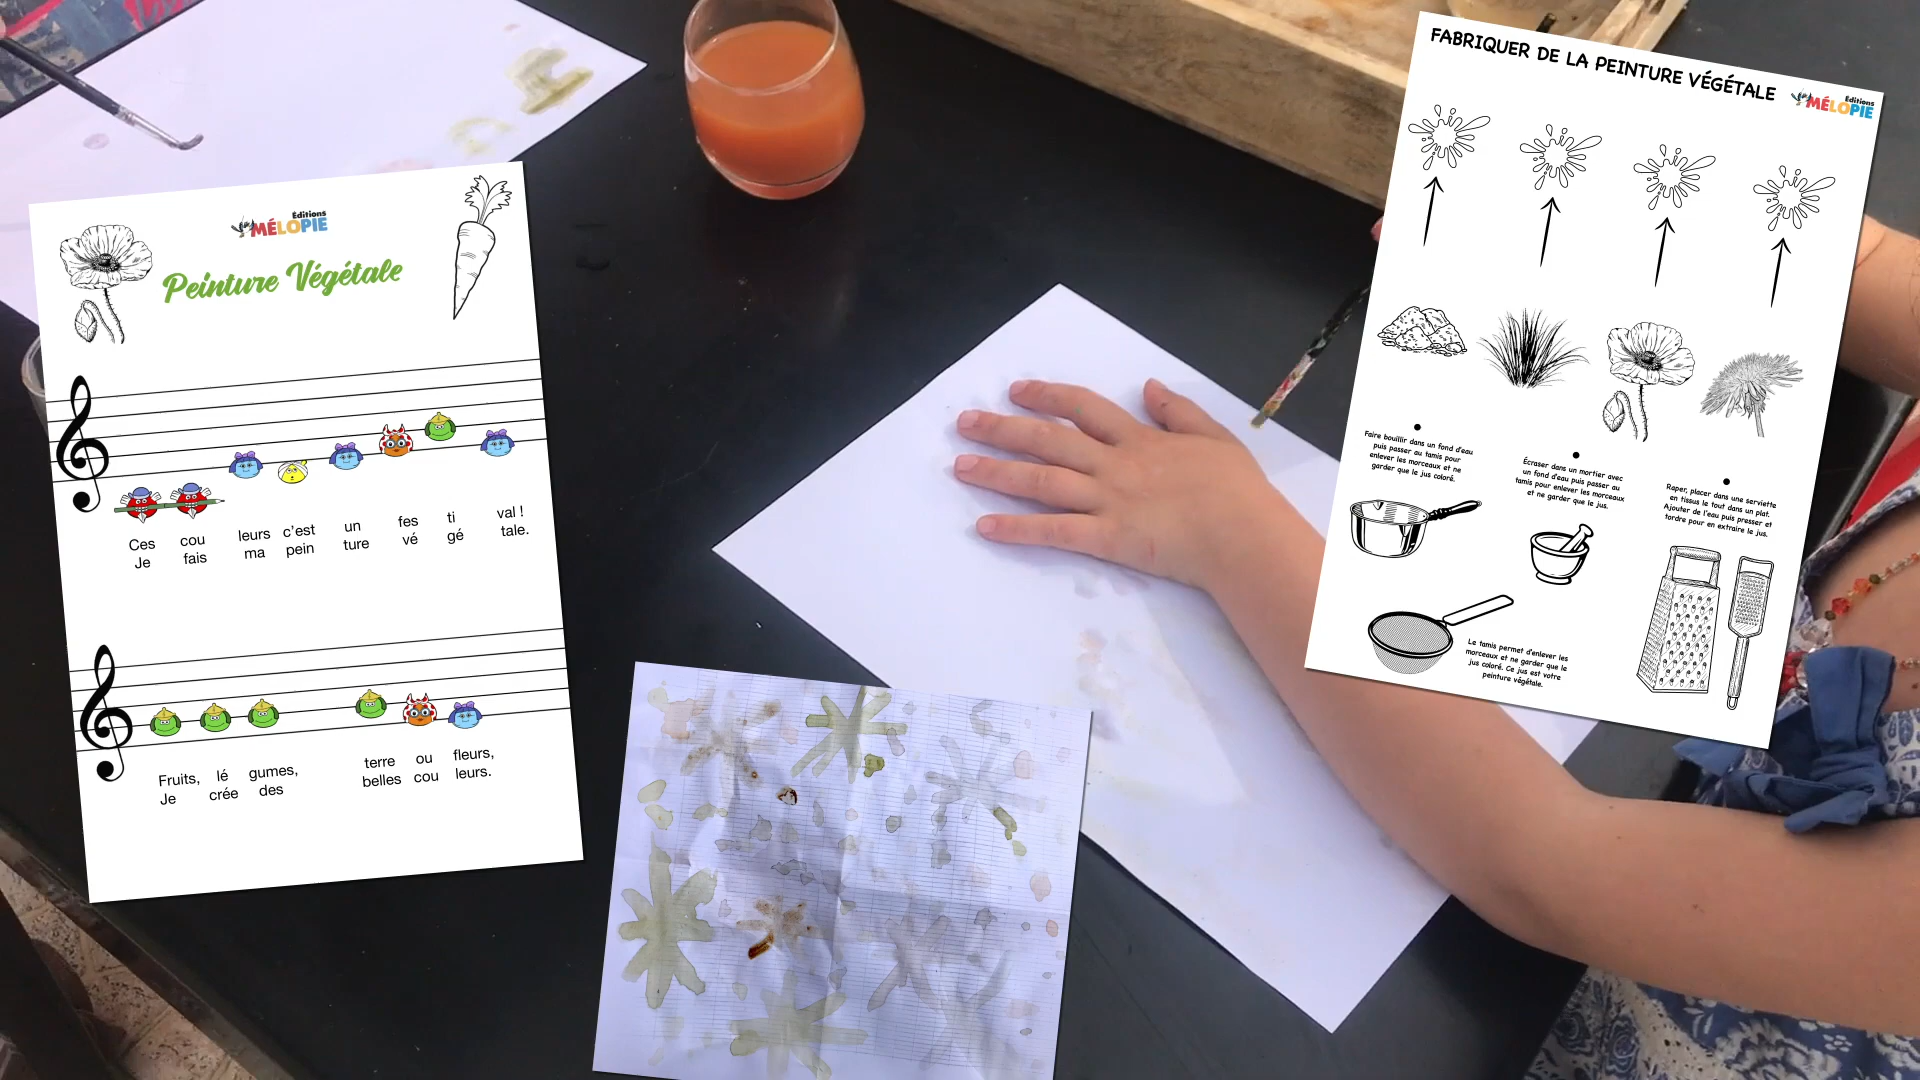 Éditions
MÉLOPIE
Peinture Végétale
Ces cou leurs c'est un fes ti val !
Je fais ma pein ture vé gé tale.
Fruits, lé gumes, terre ou fleurs,
Je crée des belles cou leurs.
FABRIQUER DE LA PEINTURE VÉGÉTALE
Éditions
MÉLOPIE
Faire bouillir dans un fond d'eau
puis passer au tamis pour
enlever les morceaux et ne
garder que le jus coloré.
Écraser dans un mortier avec
un fond d'eau puis passer au
tamis pour enlever les morceaux
et ne garder que le jus.
Raper, placer dans une serviette
en tissus le tout dans un plat.
Ajouter de l'eau puis presser et
tordre pour en extraire le jus.
Le tamis permet d'enlever les
morceaux et ne garder que le
jus coloré. Ce jus est votre
peinture végétale.